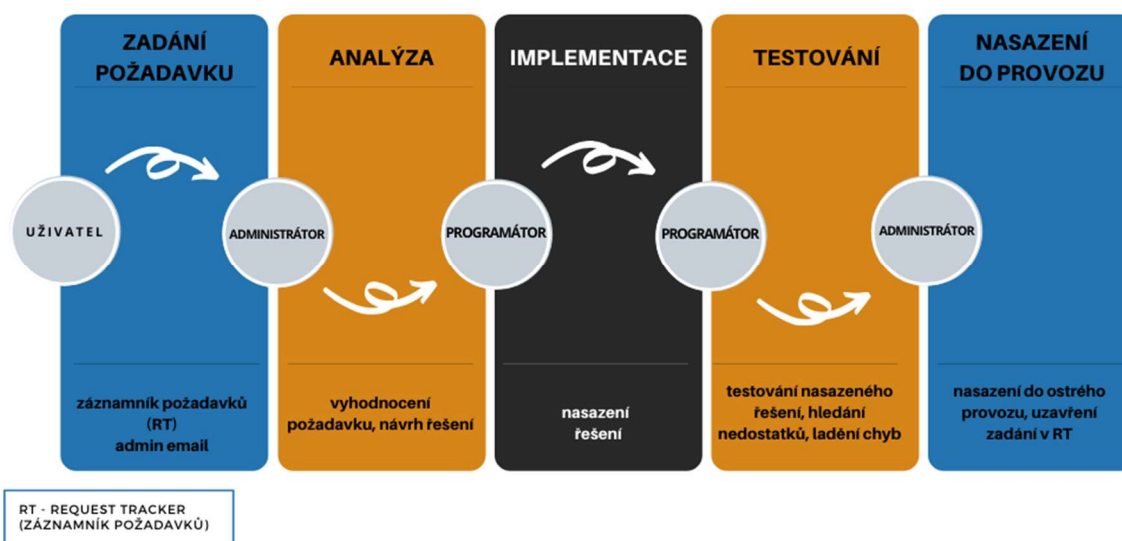 ZADÁNÍ
POŽADAVKU
ANALÝZA
IMPLEMENTACE
TESTOVÁNÍ
NASAZENÍ
DO PROVOZU
UŽIVATEL
ADMINISTRÁTOR
PROGRAMÁTOR
PROGRAMÁTOR
ADMINISTRÁTOR
záznamník požadavků
(RT)
admin email
vyhodnocení
požadavku, návrh řešení
nasazení
řešení
testování nasazeného
řešení, hledání
nedostatků, ladění chyb
nasazení do ostrého
provozu, uzavření
zadání v RT
RT - REQUEST TRACKER
(ZÁZNAMNÍK POŽADAVKŮ)